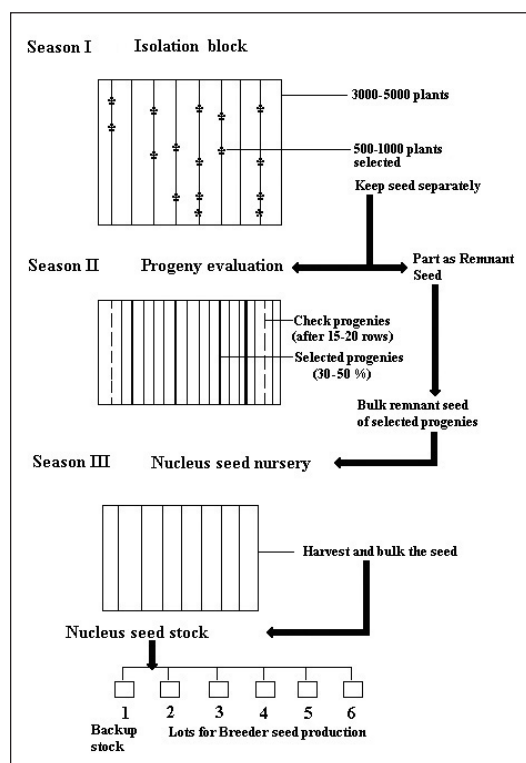 Season I Isolation block
3000-5000 plants
500-1000 plants
selected
Keep seed separately
Season II Progeny evaluation
Part as Remnant
Seed
Check progenies
(after 15-20 rows)
Selected progenies
(30-50 %)
Bulk remnant seed
of selected progenies
Season III Nucleus seed nursery
Harvest and bulk the seed
Nucleus seed stock
1 2 3 4 5 6
Backup
stock
Lots for Breeder seed production